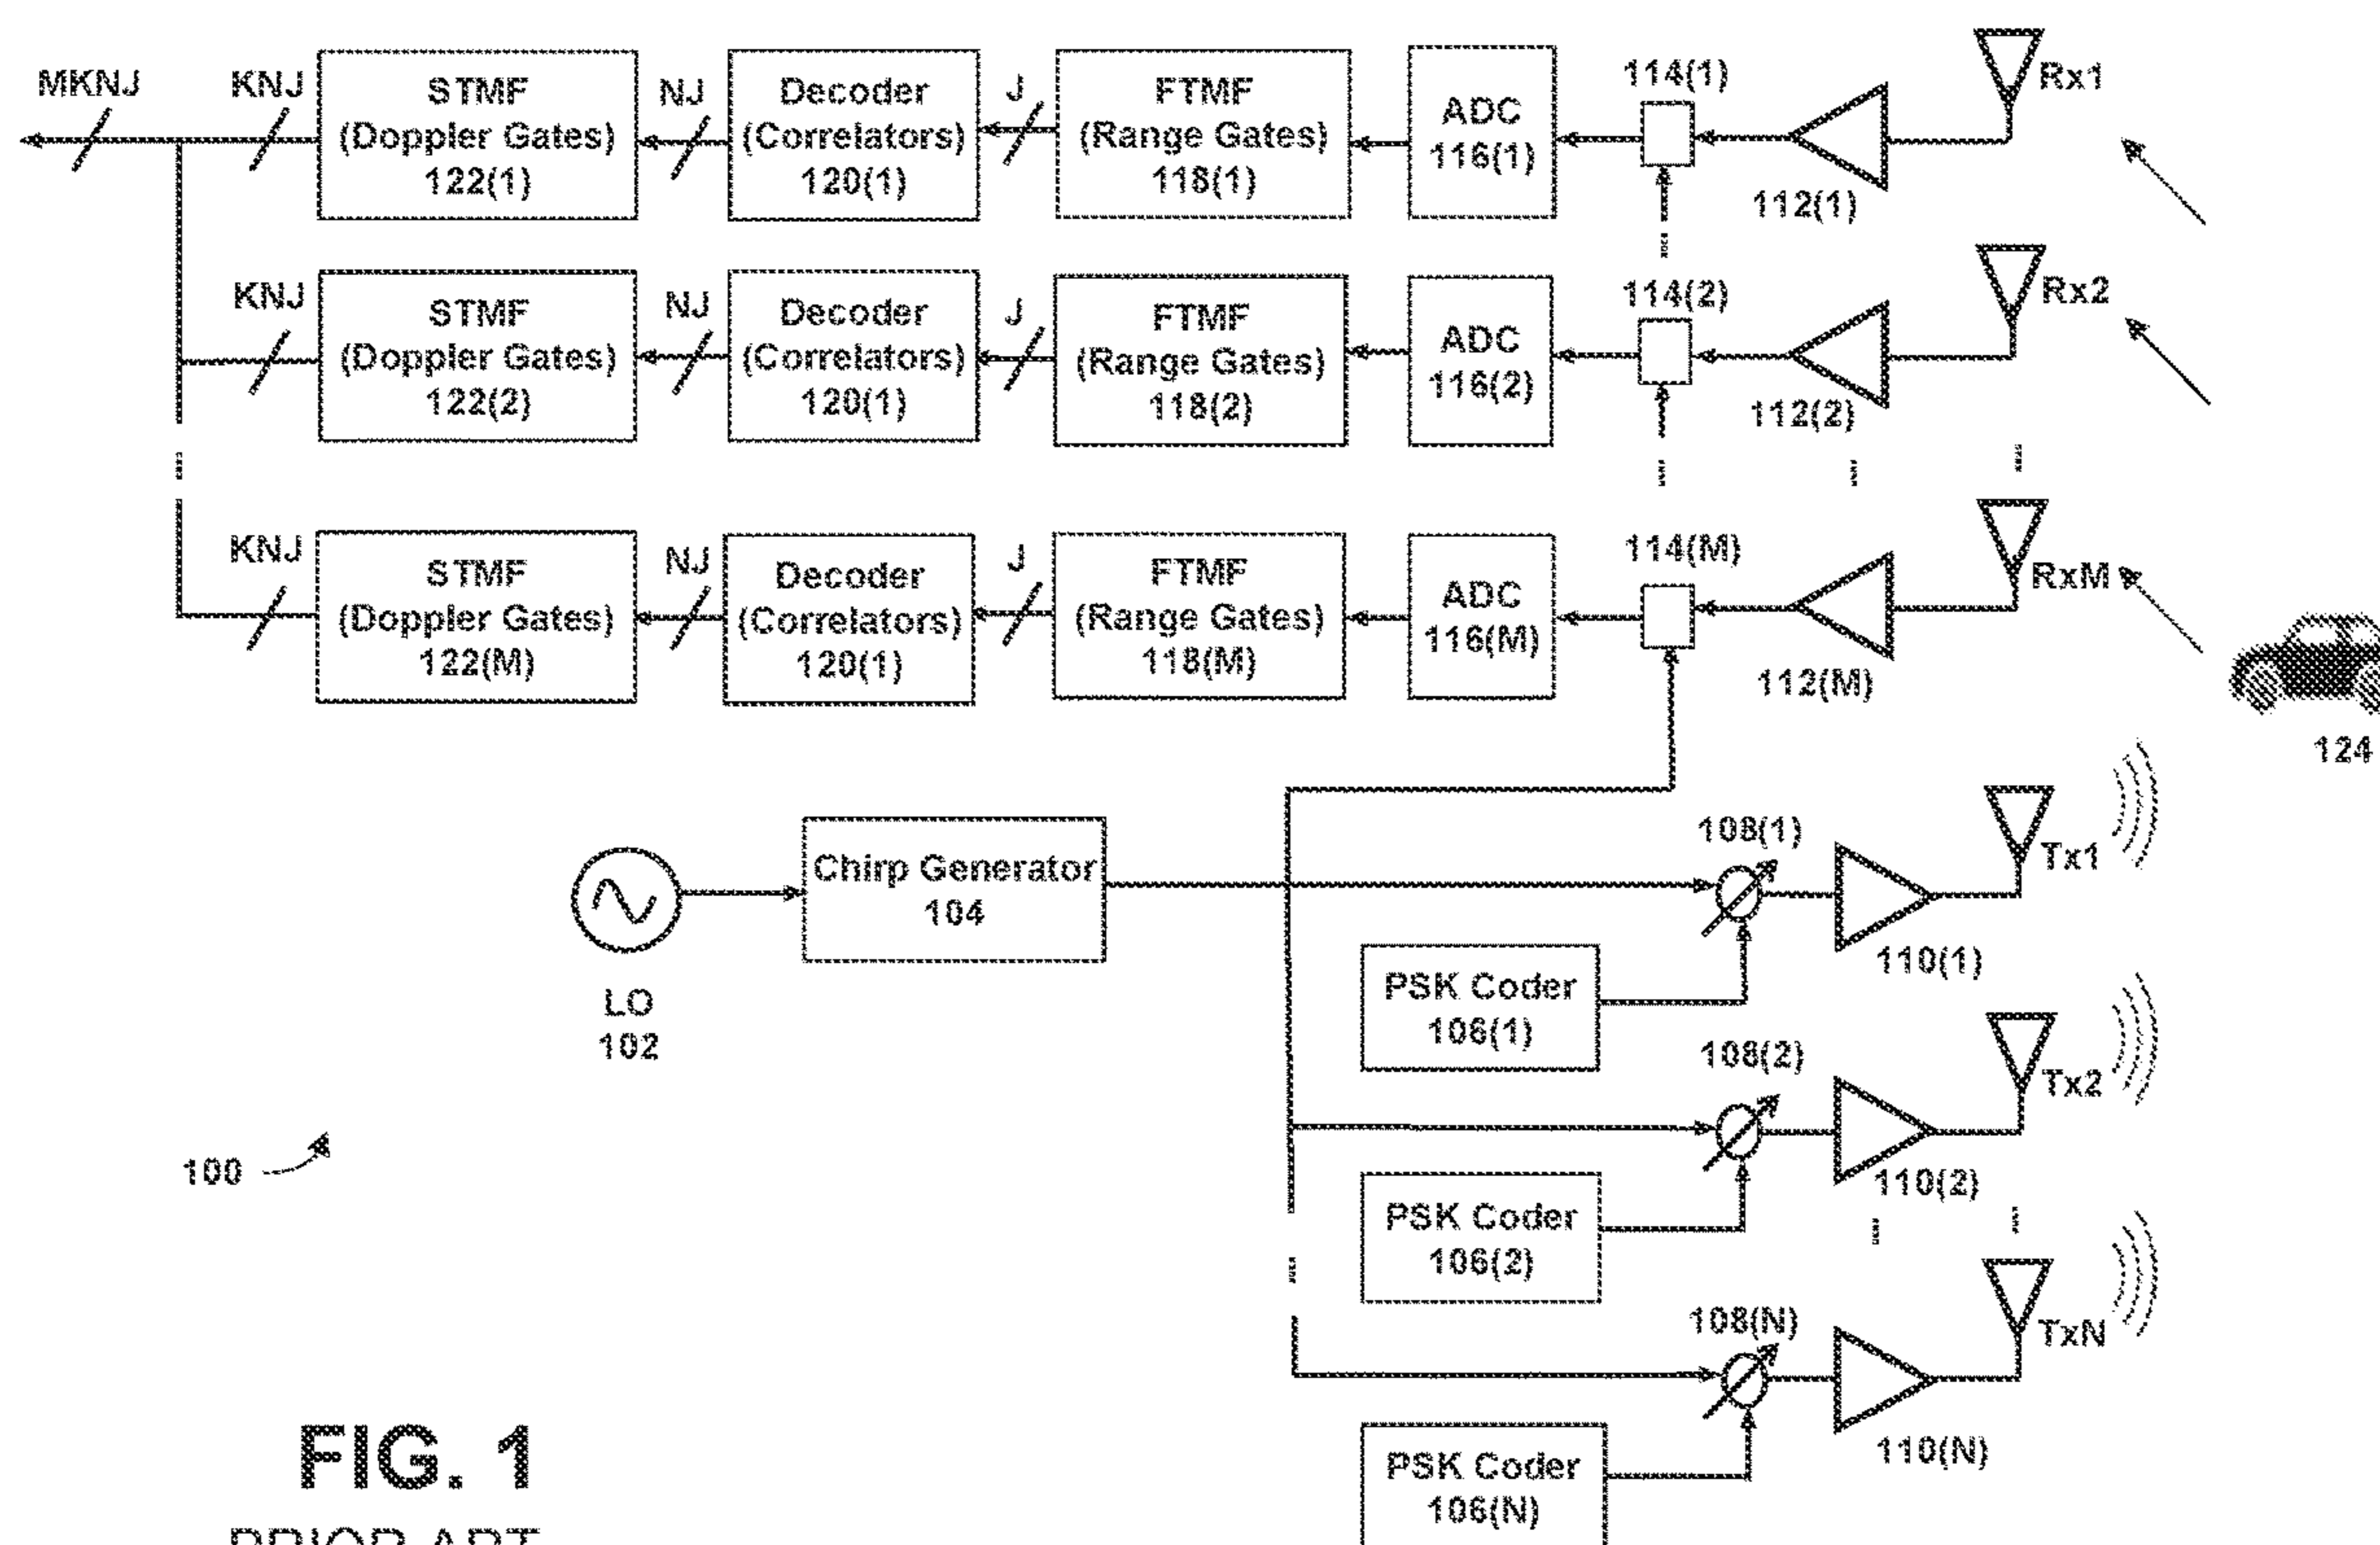 MKNJ
KNJ
STMF
(Doppler Gates)
122(1)
NJ
Decoder
(Correlators)
120(1)
J
FTMF
(Range Gates)
118(1)
ADC
116(1)
114(1)
112(1)
Rx1
KNJ
STMF
(Doppler Gates)
122(2)
NJ
Decoder
(Correlators)
120(1)
J
FTMF
(Range Gates)
118(2)
ADC
116(2)
114(2)
112(2)
Rx2
KNJ
STMF
(Doppler Gates)
122(M)
NJ
Decoder
(Correlators)
120(1)
J
FTMF
(Range Gates)
118(M)
ADC
116(M)
114(M)
112(M)
RxM
124
LO
102
Chirp Generator
104
108(1)
Tx1
110(1)
PSK Coder
106(1)
108(2)
Tx2
110(2)
PSK Coder
106(2)
108(N)
TxN
110(N)
PSK Coder
106(N)
100
FIG. 1
PRIOR ART